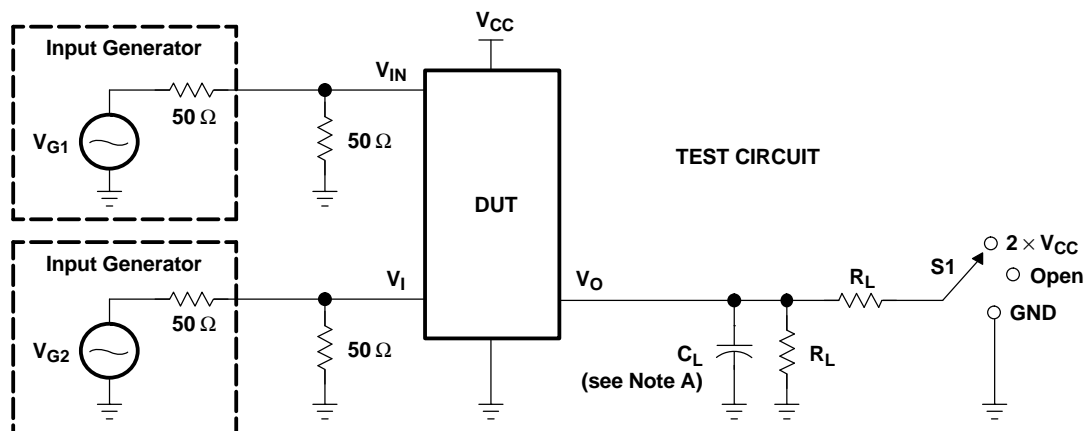 V_CC
Input Generator
V_IN
50 Ω
50 Ω
V_G1
TEST CIRCUIT
DUT
Input Generator
V_I
V_O
50 Ω
50 Ω
V_G2
R_L
S1
2 × V_CC
Open
GND
C_L
(see Note A)
R_L